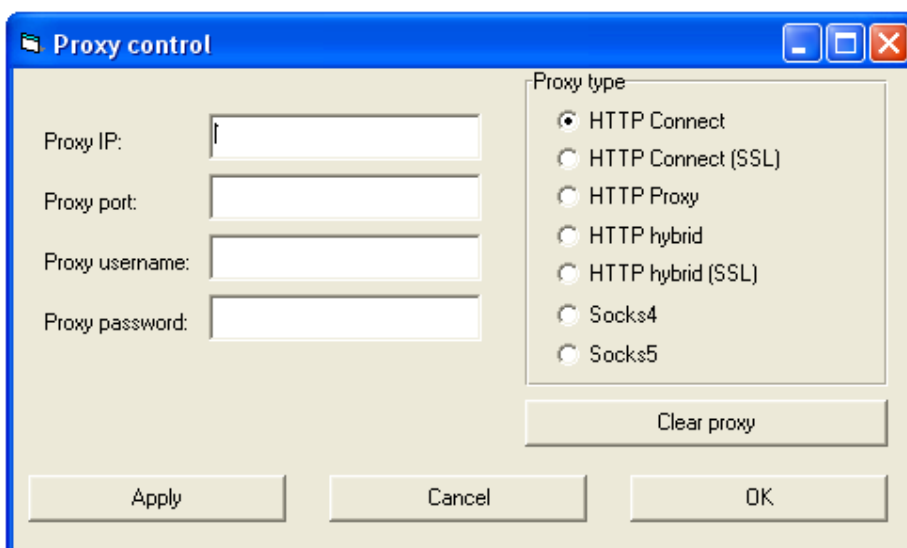 Proxy control
Proxy IP:
Proxy port:
Proxy username:
Proxy password:
Proxy type
HTTP Connect
HTTP Connect (SSL)
HTTP Proxy
HTTP hybrid
HTTP hybrid (SSL)
Socks4
Socks5
Clear proxy
Apply
Cancel
OK